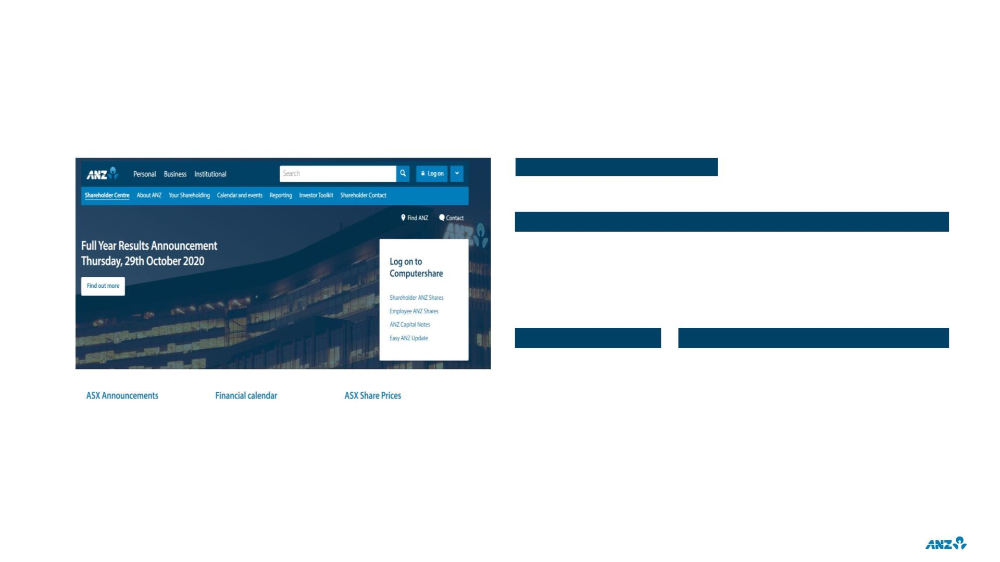 ANZ
Personal Business Institutional
Search
Log on
Shareholder Centre About ANZ Your Shareholding Calendar and events Reporting Investor Toolkit Shareholder Contact
Find ANZ Contact
ANZ
Full Year Results Announcement
Thursday, 29th October 2020
Find out more
Log on to
Computershare
Shareholder ANZ Shares
Employee ANZ Shares
ANZ Capital Notes
Easy ANZ Update
ASX Announcements
Financial calendar
ASX Share Prices
ANZ